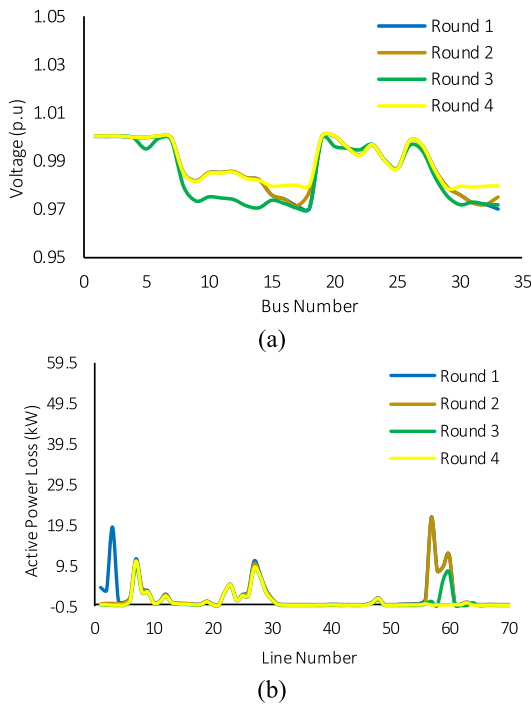 1.05
1.03
1.01
0.99
0.97
0.95
Voltage (p.u)
Round 1
Round 2
Round 3
Round 4
0 5 10 15 20 25 30 35
Bus Number
(a)
59.5
49.5
39.5
29.5
19.5
9.5
-0.5
Active Power Loss (kW)
Round 1
Round 2
Round 3
Round 4
0 10 20 30 40 50 60 70
Line Number
(b)